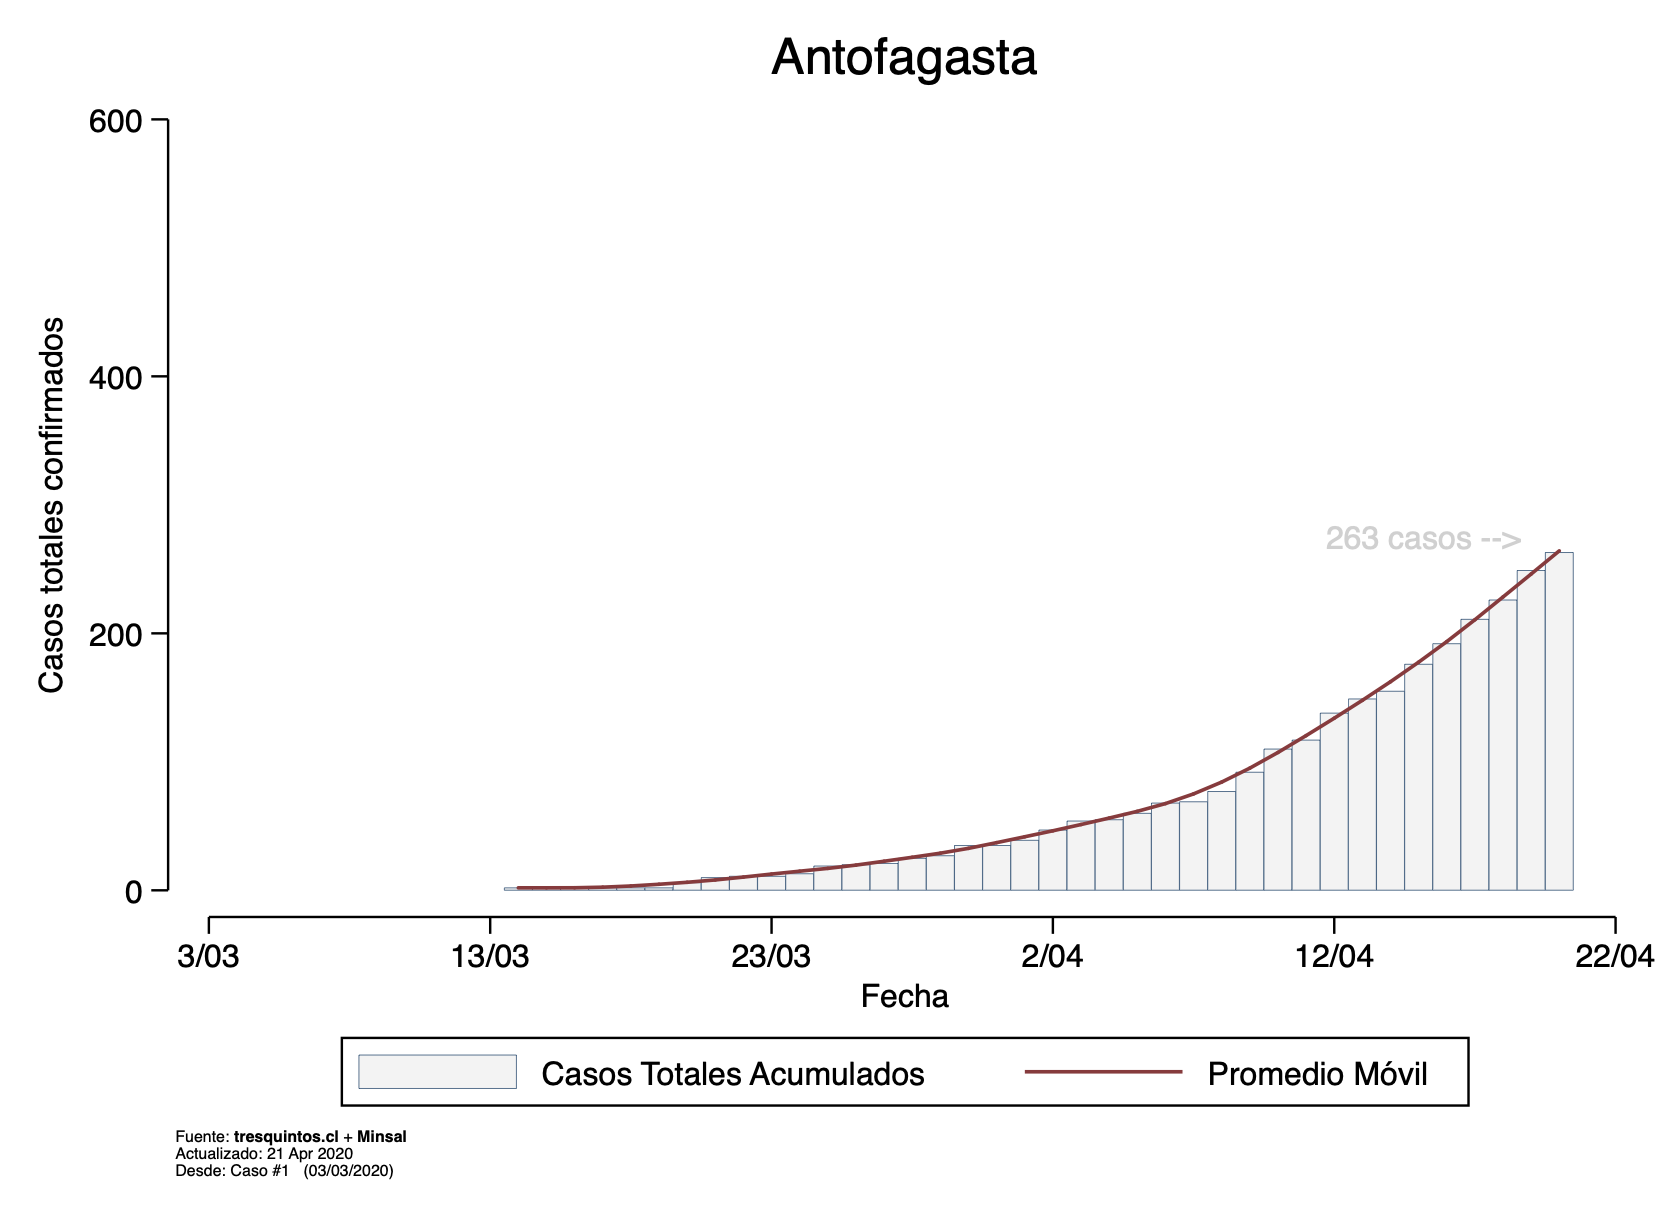 Antofagasta
600
400
200
0
Casos totales confirmados
263 casos -->
3/03 13/03 23/03 2/04 12/04 22/04
Fecha
Casos Totales Acumulados Promedio Móvil
Fuente: tresquintos.cl + Minsal
Actualizado: 21 Apr 2020
Desde: Caso #1 (03/03/2020)